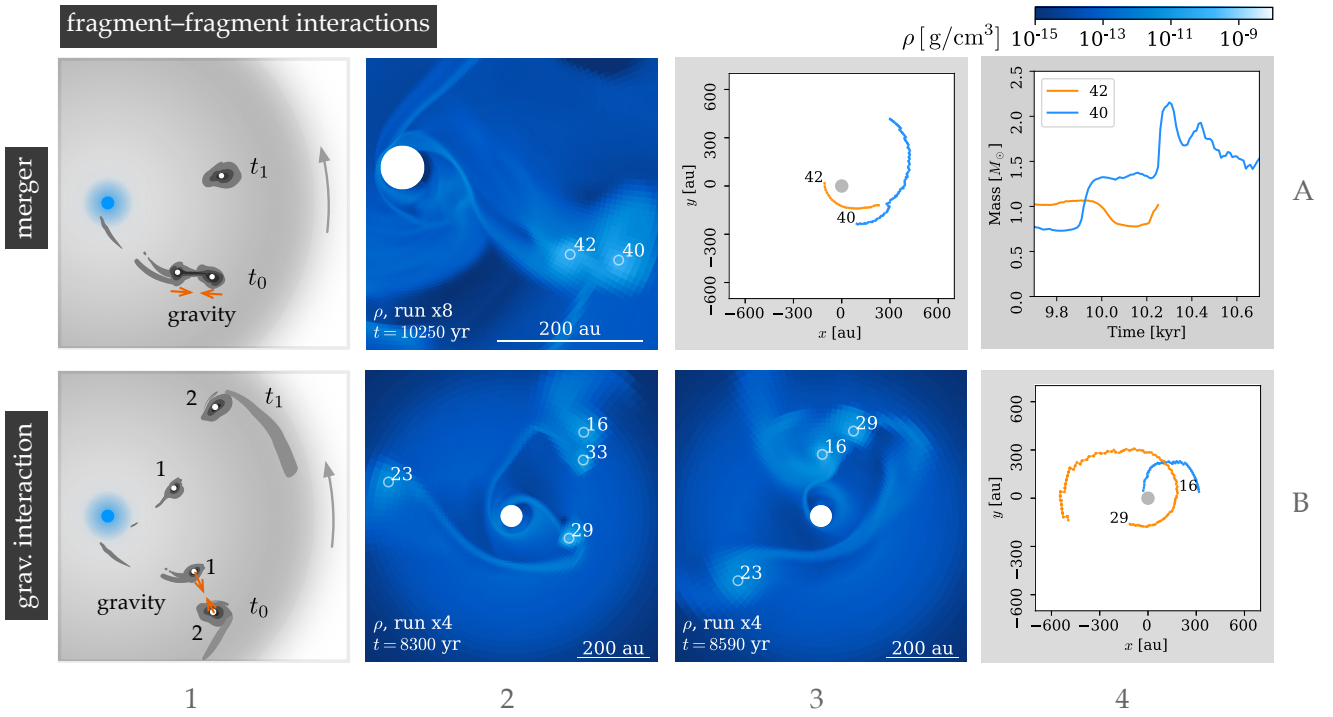 fragment–fragment interactions
ρ [g/cm³] 10⁻¹⁵ 10⁻¹³ 10⁻¹¹ 10⁻⁹
merger
t₁
t₀
gravity
42
40
ρ, run x8
t = 10250 yr
200 au
600
300
0
−300
−600
y [au]
42
40
−600 −300 0 300 600
x [au]
2.5
2.0
1.5
1.0
0.5
0.0
Mass [M⊙]
42
40
9.8 10.0 10.2 10.4 10.6
Time [kyr]
A
grav. interaction
2
t₁
1
1
gravity
t₀
2
16
33
23
29
ρ, run x4
t = 8300 yr
200 au
29
16
23
ρ, run x4
t = 8590 yr
200 au
600
300
0
−300
−600
y [au]
16
29
−600 −300 0 300 600
x [au]
B
1 2 3 4